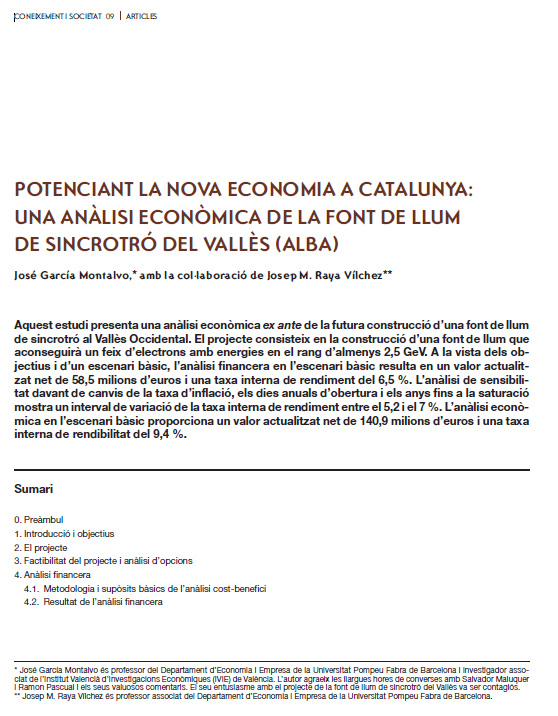 CONEIXEMENT I SOCIETAT 09 | ARTICLES
POTENCIANT LA NOVA ECONOMIA A CATALUNYA:
UNA ANÀLISI ECONÒMICA DE LA FONT DE LLUM
DE SINCROTRÓ DEL VALLÈS (ALBA)
José García Montalvo,* amb la col·laboració de Josep M. Raya Vílchez**
Aquest estudi presenta una anàlisi econòmica ex ante de la futura construcció d'una font de llum
de sincrotró al Vallès Occidental. El projecte consisteix en la construcció d'una font de llum que
aconseguirà un feix d'electrons amb energies en el rang d'almenys 2,5 GeV. A la vista dels ob-
jectius i d'un escenari bàsic, l'anàlisi financera en l'escenari bàsic resulta en un valor actualit-
zat net de 58,5 milions d'euros i una taxa interna de rendiment del 6,5 %. L'anàlisi de sensibili-
tat davant de canvis de la taxa d'inflació, els dies anuals d'obertura i els anys fins a la saturació
mostra un interval de variació de la taxa interna de rendiment entre el 5,2 i el 7 %. L'anàlisi econò-
mica en l'escenari bàsic proporciona un valor actualitzat net de 140,9 milions d'euros i una taxa
interna de rendibilitat del 9,4 %.
Sumari
0. Preàmbul
1. Introducció i objectius
2. El projecte
3. Factibilitat del projecte i anàlisi d'opcions
4. Anàlisi financera
4.1. Metodologia i supòsits bàsics de l'anàlisi cost-benefici
4.2. Resultat de l'anàlisi financera
* José García Montalvo és professor del Departament d'Economia i Empresa de la Universitat Pompeu Fabra de Barcelona i investigador asso-
ciat de l'Institut Valencià d'Investigacions Econòmiques (IVIE) de València. L'autor agraeix les llargues hores de converses amb Salvador Maluquer
i Ramon Pascual i els seus valuosos comentaris. El seu entusiasme amb el projecte de la font de llum de sincrotró del Vallès va ser contagiós.
** Josep M. Raya Vílchez és professor associat del Departament d'Economia i Empresa de la Universitat Pompeu Fabra de Barcelona.